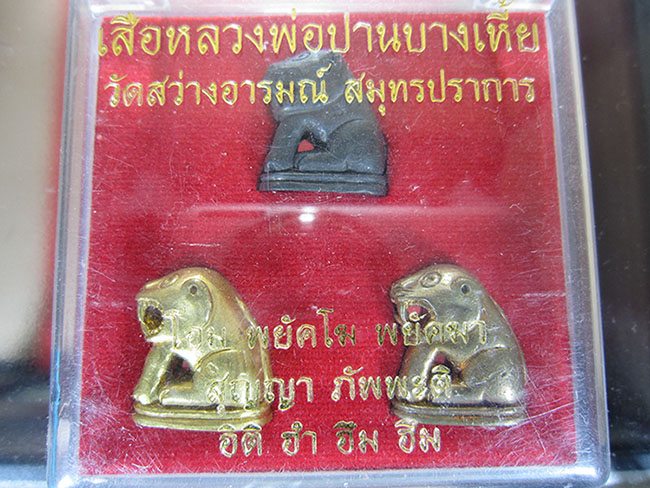 เสือหลวงพ่อปานบางเหี้ย
วัดสว่างอารมณ์ สมุทรปราการ
โอม พยัคโฆ พยัคฆา
สุญญา ภัพพะติ
อิติ ฮำ ฮึม ฮึม